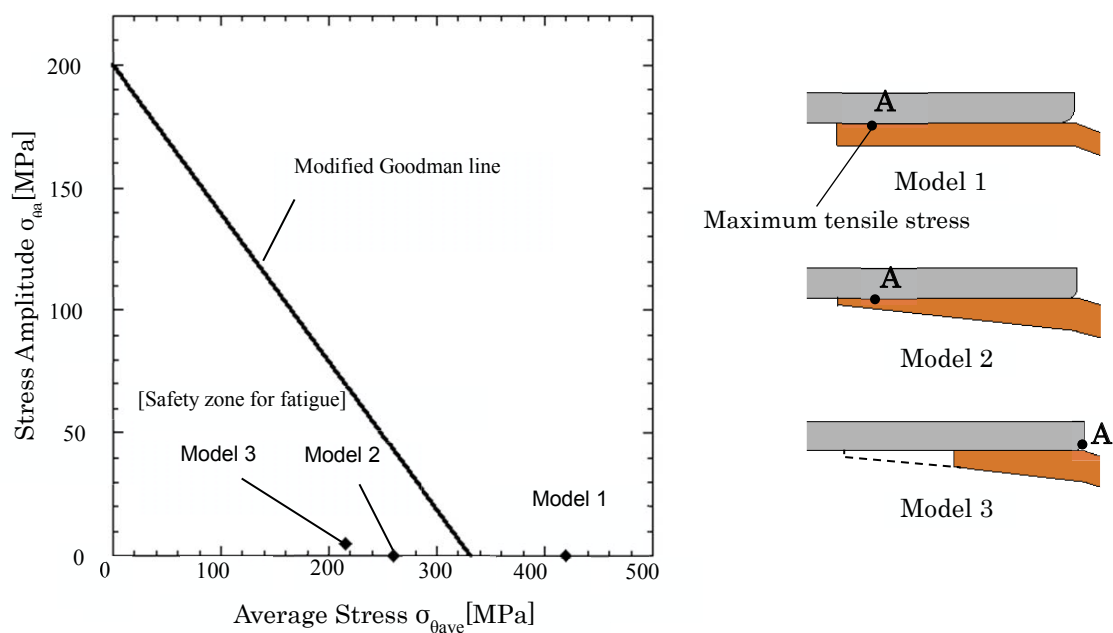 200
150
100
50
0
0
100
200
300
400
500
Stress Amplitude σθa[MPa]
Average Stress σθave[MPa]
Modified Goodman line
[Safety zone for fatigue]
Model 3
Model 2
Model 1
A
Model 1
Maximum tensile stress
A
Model 2
A
Model 3